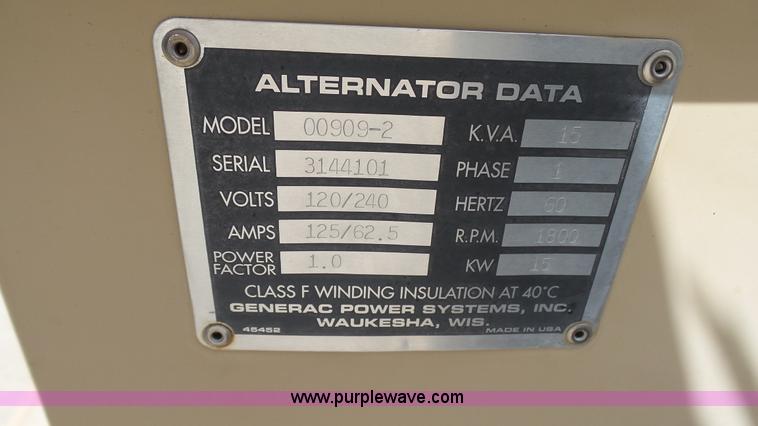 ALTERNATOR DATA
MODEL 00909-2 K.V.A. 15
SERIAL 3144101 PHASE 1
VOLTS 120/240 HERTZ 60
AMPS 125/62.5 R.P.M. 1800
POWER FACTOR 1.0 KW 15
CLASS F WINDING INSULATION AT 40°C
GENERAC POWER SYSTEMS, INC.
WAUKESHA, WIS.
45452 MADE IN USA
www.purplewave.com